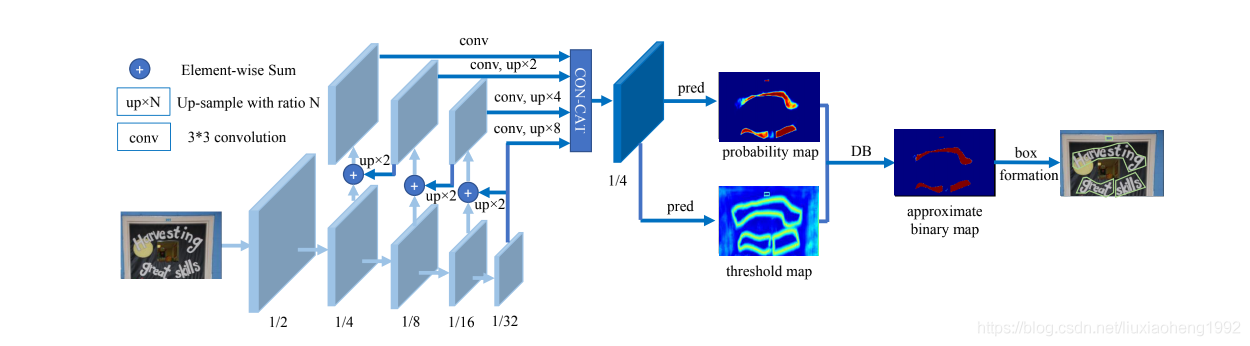 conv
conv, up×2
conv, up×4
conv, up×8
CON-CAT
Element-wise Sum
up×N Up-sample with ratio N
conv 3*3 convolution
up×2
up×2
up×2
1/2
1/4
1/8
1/16
1/32
1/4
pred
pred
probability map
threshold map
DB
approximate
binary map
box
formation
Harvesting
great skills
Harvesting
great skills
https://blog.csdn.net/liuxiaoheng1992